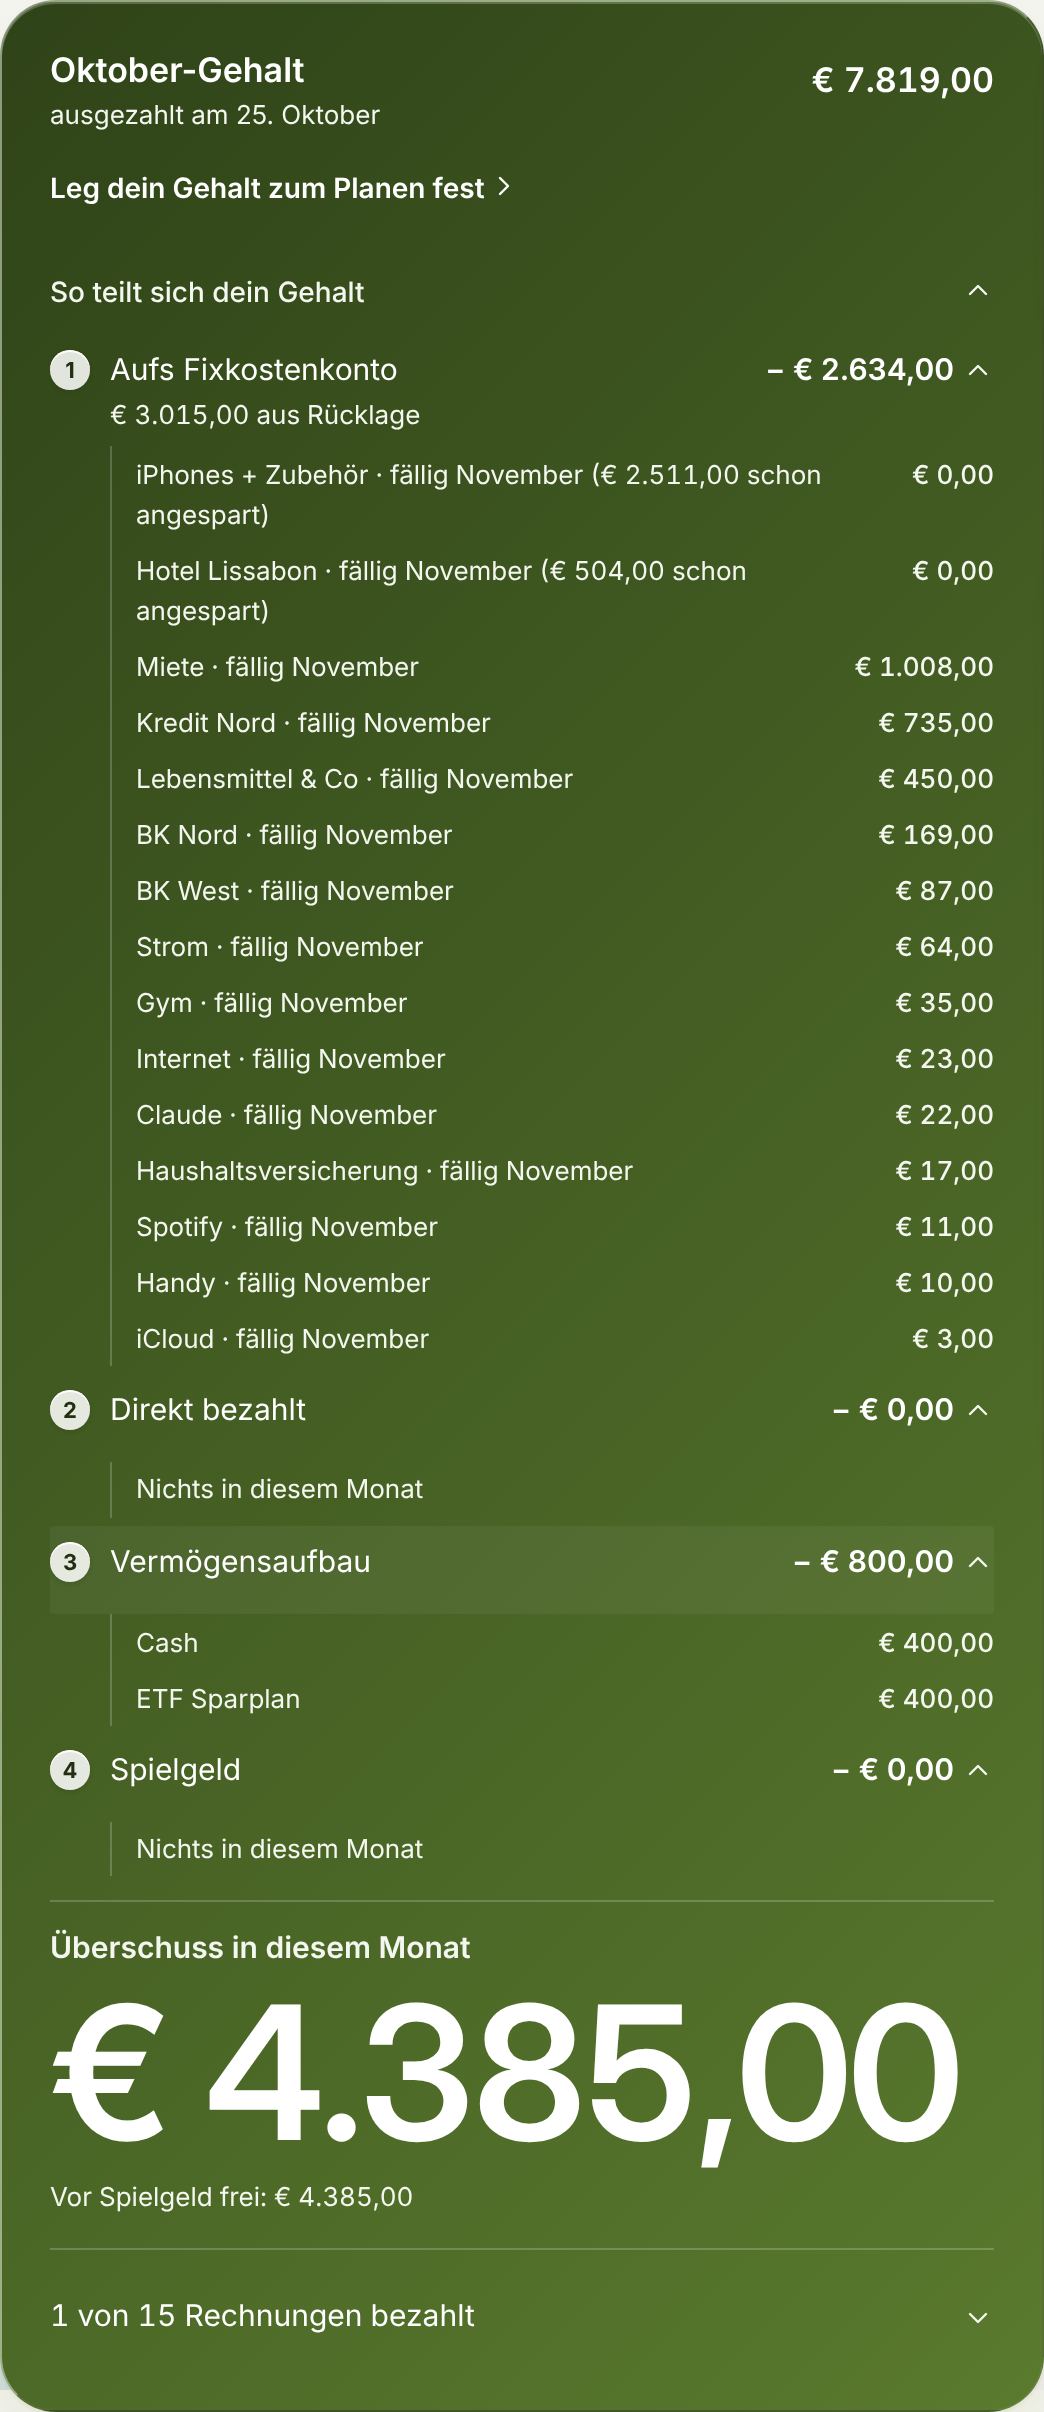 Oktober-Gehalt
€ 7.819,00
ausgezahlt am 25. Oktober
Leg dein Gehalt zum Planen fest
So teilt sich dein Gehalt
1 Aufs Fixkostenkonto – € 2.634,00
€ 3.015,00 aus Rücklage
iPhones + Zubehör · fällig November (€ 2.511,00 schon € 0,00
angespart)
Hotel Lissabon · fällig November (€ 504,00 schon € 0,00
angespart)
Miete · fällig November € 1.008,00
Kredit Nord · fällig November € 735,00
Lebensmittel & Co · fällig November € 450,00
BK Nord · fällig November € 169,00
BK West · fällig November € 87,00
Strom · fällig November € 64,00
Gym · fällig November € 35,00
Internet · fällig November € 23,00
Claude · fällig November € 22,00
Haushaltsversicherung · fällig November € 17,00
Spotify · fällig November € 11,00
Handy · fällig November € 10,00
iCloud · fällig November € 3,00
2 Direkt bezahlt – € 0,00
Nichts in diesem Monat
3 Vermögensaufbau – € 800,00
Cash € 400,00
ETF Sparplan € 400,00
4 Spielgeld – € 0,00
Nichts in diesem Monat
Überschuss in diesem Monat
€ 4.385,00
Vor Spielgeld frei: € 4.385,00
1 von 15 Rechnungen bezahlt